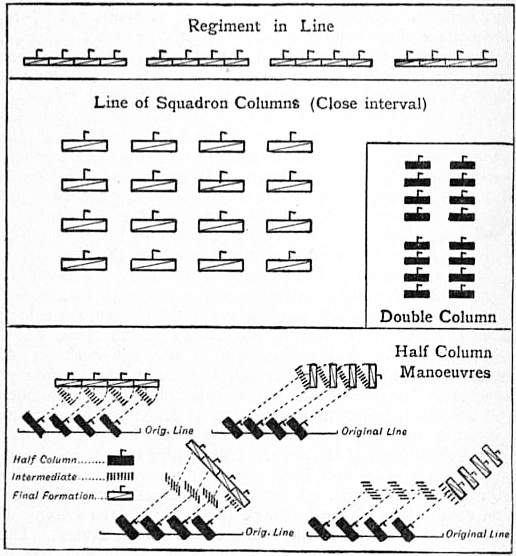 Regiment in Line
Line of Squadron Columns (Close interval)
Double Column
Half Column
Manoeuvres
Orig. Line
Original Line
Half Column.......
Intermediate.....
Final Formation...
Orig. Line
Original Line